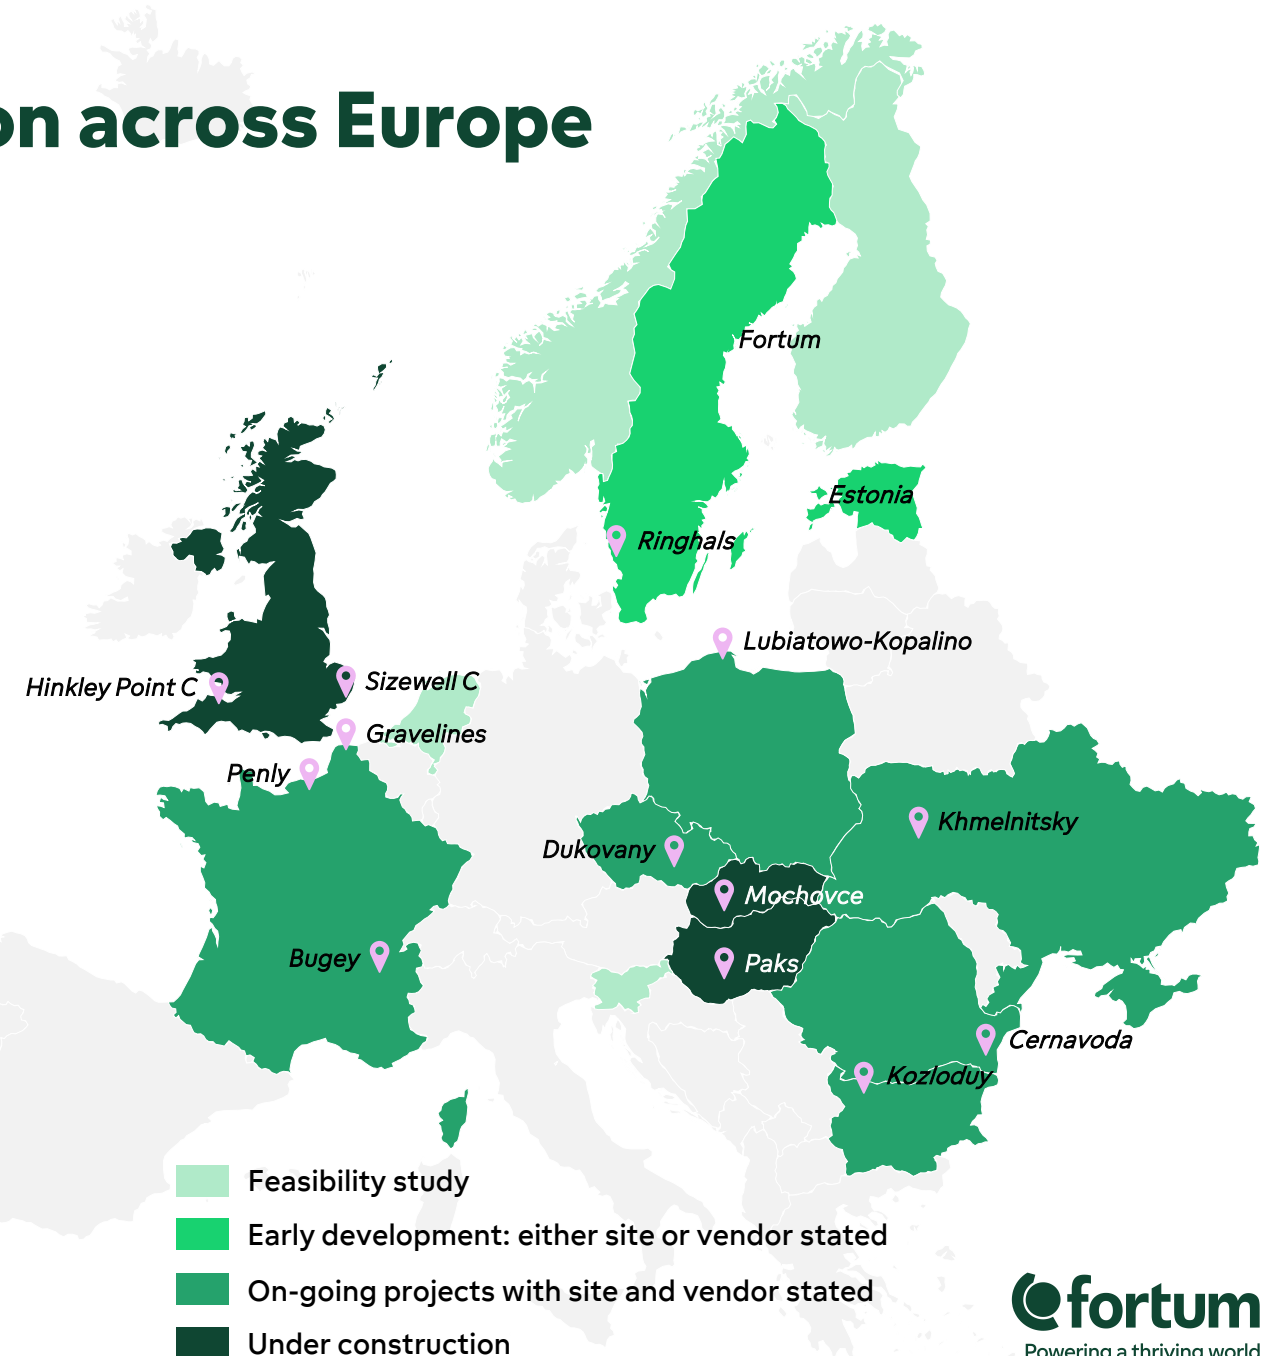 on across Europe
Fortum
Estonia
Ringhals
Lubiatowo-Kopalino
Hinkley Point C
Sizewell C
Gravelines
Penly
Khmelnitsky
Dukovany
Mochovce
Bugey
Paks
Cernavoda
Kozloduy
Feasibility study
Early development: either site or vendor stated
On-going projects with site and vendor stated
Under construction
fortum
Powering a thriving world